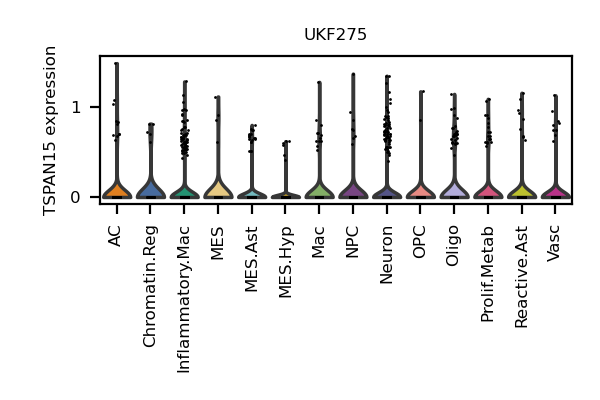 UKF275
TSPAN15 expression
1
0
AC
Chromatin.Reg
Inflammatory.Mac
MES
MES.Ast
MES.Hyp
Mac
NPC
Neuron
OPC
Oligo
Prolif.Metab
Reactive.Ast
Vasc